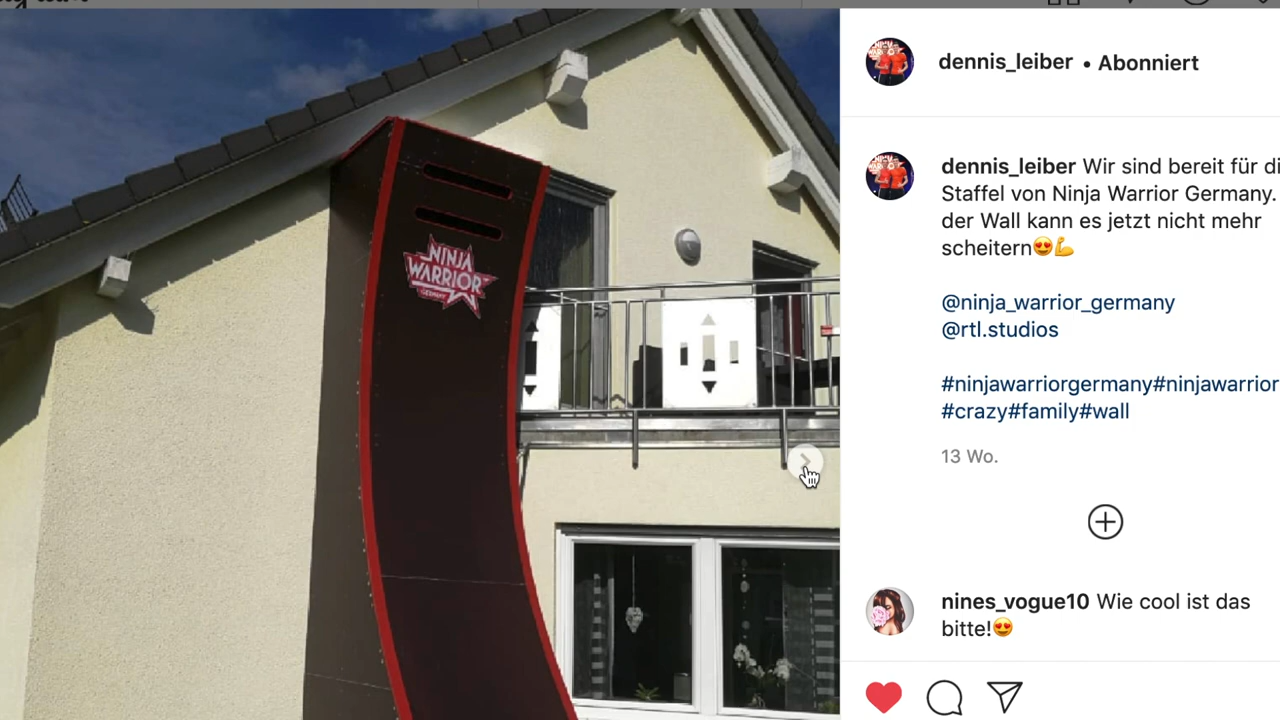 dennis_leiber • Abonniert
dennis_leiber Wir sind bereit für di
Staffel von Ninja Warrior Germany.
der Wall kann es jetzt nicht mehr
scheitern😍💪
@ninja_warrior_germany
@rtl.studios
#ninjawarriorgermany#ninjawarrior
#crazy#family#wall
13 Wo.
nines_vogue10 Wie cool ist das
bitte!😍
NINJA
WARRIOR
GERMANY